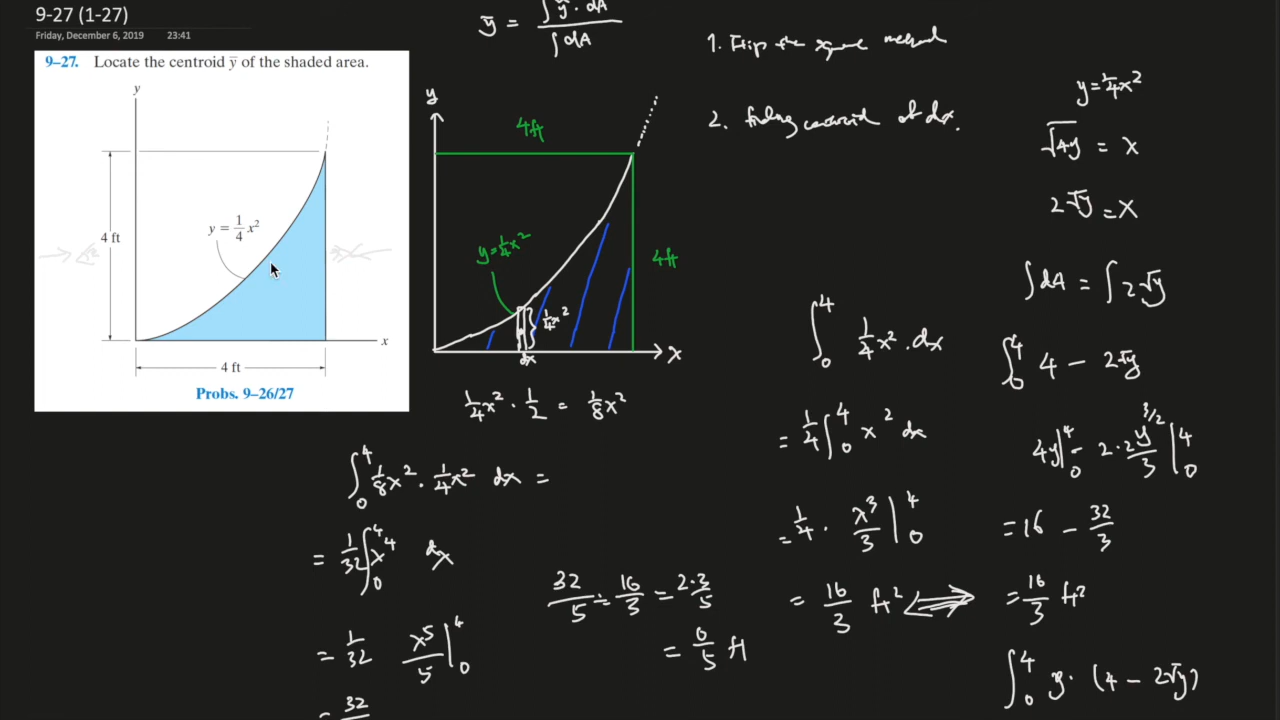 9-27 (1-27)
Friday, December 6, 2019 23:41
9–27. Locate the centroid y̅ of the shaded area.
y
4 ft
y = 1/4 x²
x
4 ft
Probs. 9–26/27
y̅ = ∫ ỹ · dA / ∫ dA
y
4ft
y = 1/4 x²
1/4 x²
4ft
dx
x
1/4 x² · 1/2 = 1/8 x²
∫₀⁴ 1/8 x² · 1/4 x² dx =
= 1/32 ∫₀⁴ x⁴ dx
= 1/32 x⁵/5 |₀⁴
= 32
32/5 ÷ 16/3 = 2·3/5
= 6/5 ft
1. Flip the square method
2. finding centroid of dx.
∫₀⁴ 1/4 x² · dx
= 1/4 ∫₀⁴ x² dx
= 1/4 · x³/3 |₀⁴
= 16/3 ft²
y = 1/4 x²
√4y = x
2√y = x
∫dA = ∫ 2√y
∫₀⁴ 4 − 2√y
4y|₀⁴ − 2·2 y^3/2 / 3 |₀⁴
= 16 − 32/3
= 16/3 ft²
∫₀⁴ y · (4 − 2√y)